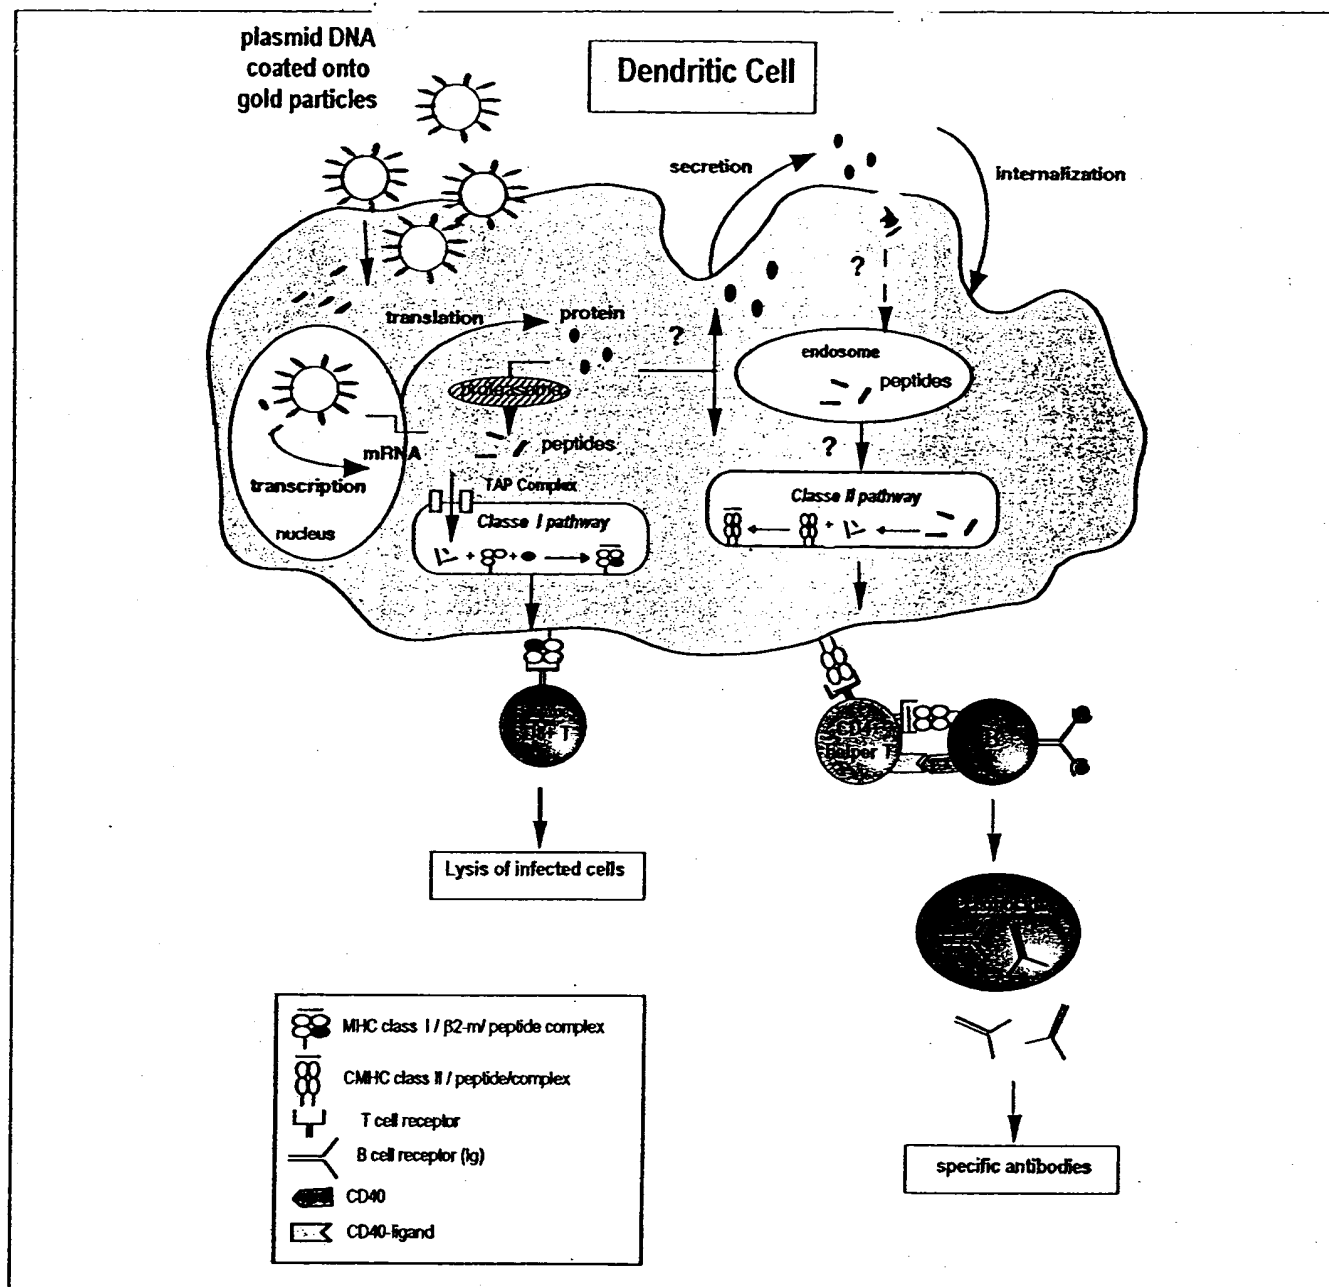 plasmid DNA
coated onto
gold particles
Dendritic Cell
secretion
internalization
?
translation
protein
?
endosome
peptides
proteasome
mRNA
peptides
?
transcription
TAP Complex
Classe II pathway
nucleus
Classe I pathway
+
+ +
CD4+
B
T
helper T
Lysis of infected cells
MHC class I / β2-m/ peptide complex
CMHC class II / peptide/complex
T cell receptor
B cell receptor (Ig)
specific antibodies
CD40
CD40-ligand